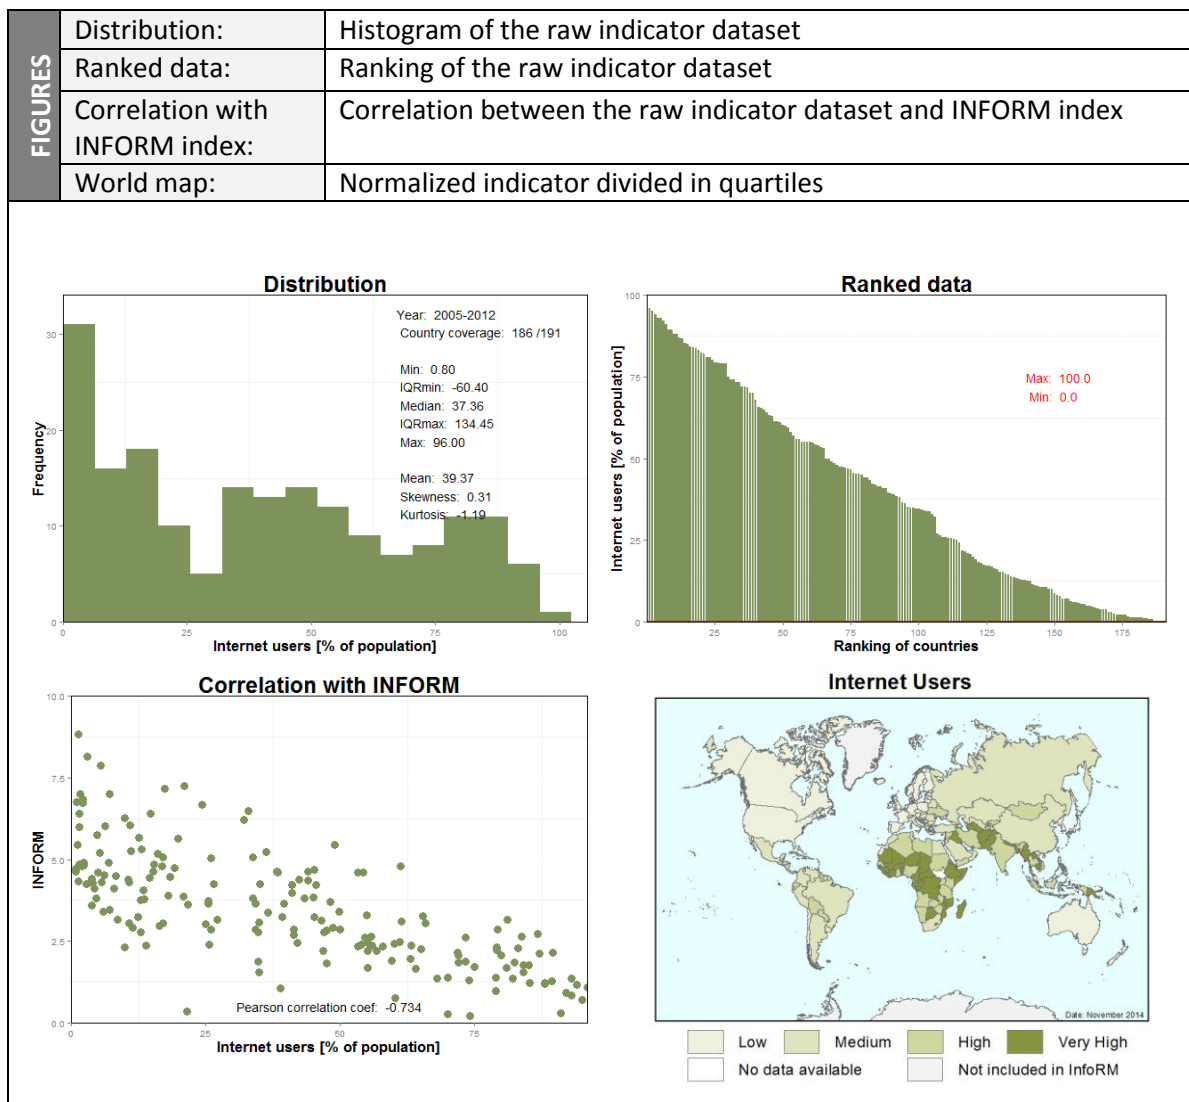 FIGURES
Distribution: Histogram of the raw indicator dataset
Ranked data: Ranking of the raw indicator dataset
Correlation with Correlation between the raw indicator dataset and INFORM index
INFORM index:
World map: Normalized indicator divided in quartiles
Distribution
Year: 2005-2012
Country coverage: 186 /191
Min: 0.80
IQRmin: -60.40
Median: 37.36
IQRmax: 134.45
Max: 96.00
Mean: 39.37
Skewness: 0.31
Kurtosis: -1.19
Frequency
30
20
10
0
0 25 50 75 100
Internet users [% of population]
Ranked data
Max: 100.0
Min: 0.0
Internet users [% of population]
100
75
50
25
0
25 50 75 100 125 150 175
Ranking of countries
Correlation with INFORM
INFORM
10.0
7.5
5.0
2.5
0.0
Pearson correlation coef: -0.734
0 25 50 75
Internet users [% of population]
Internet Users
Date: November 2014
Low Medium High Very High
No data available Not included in InfoRM